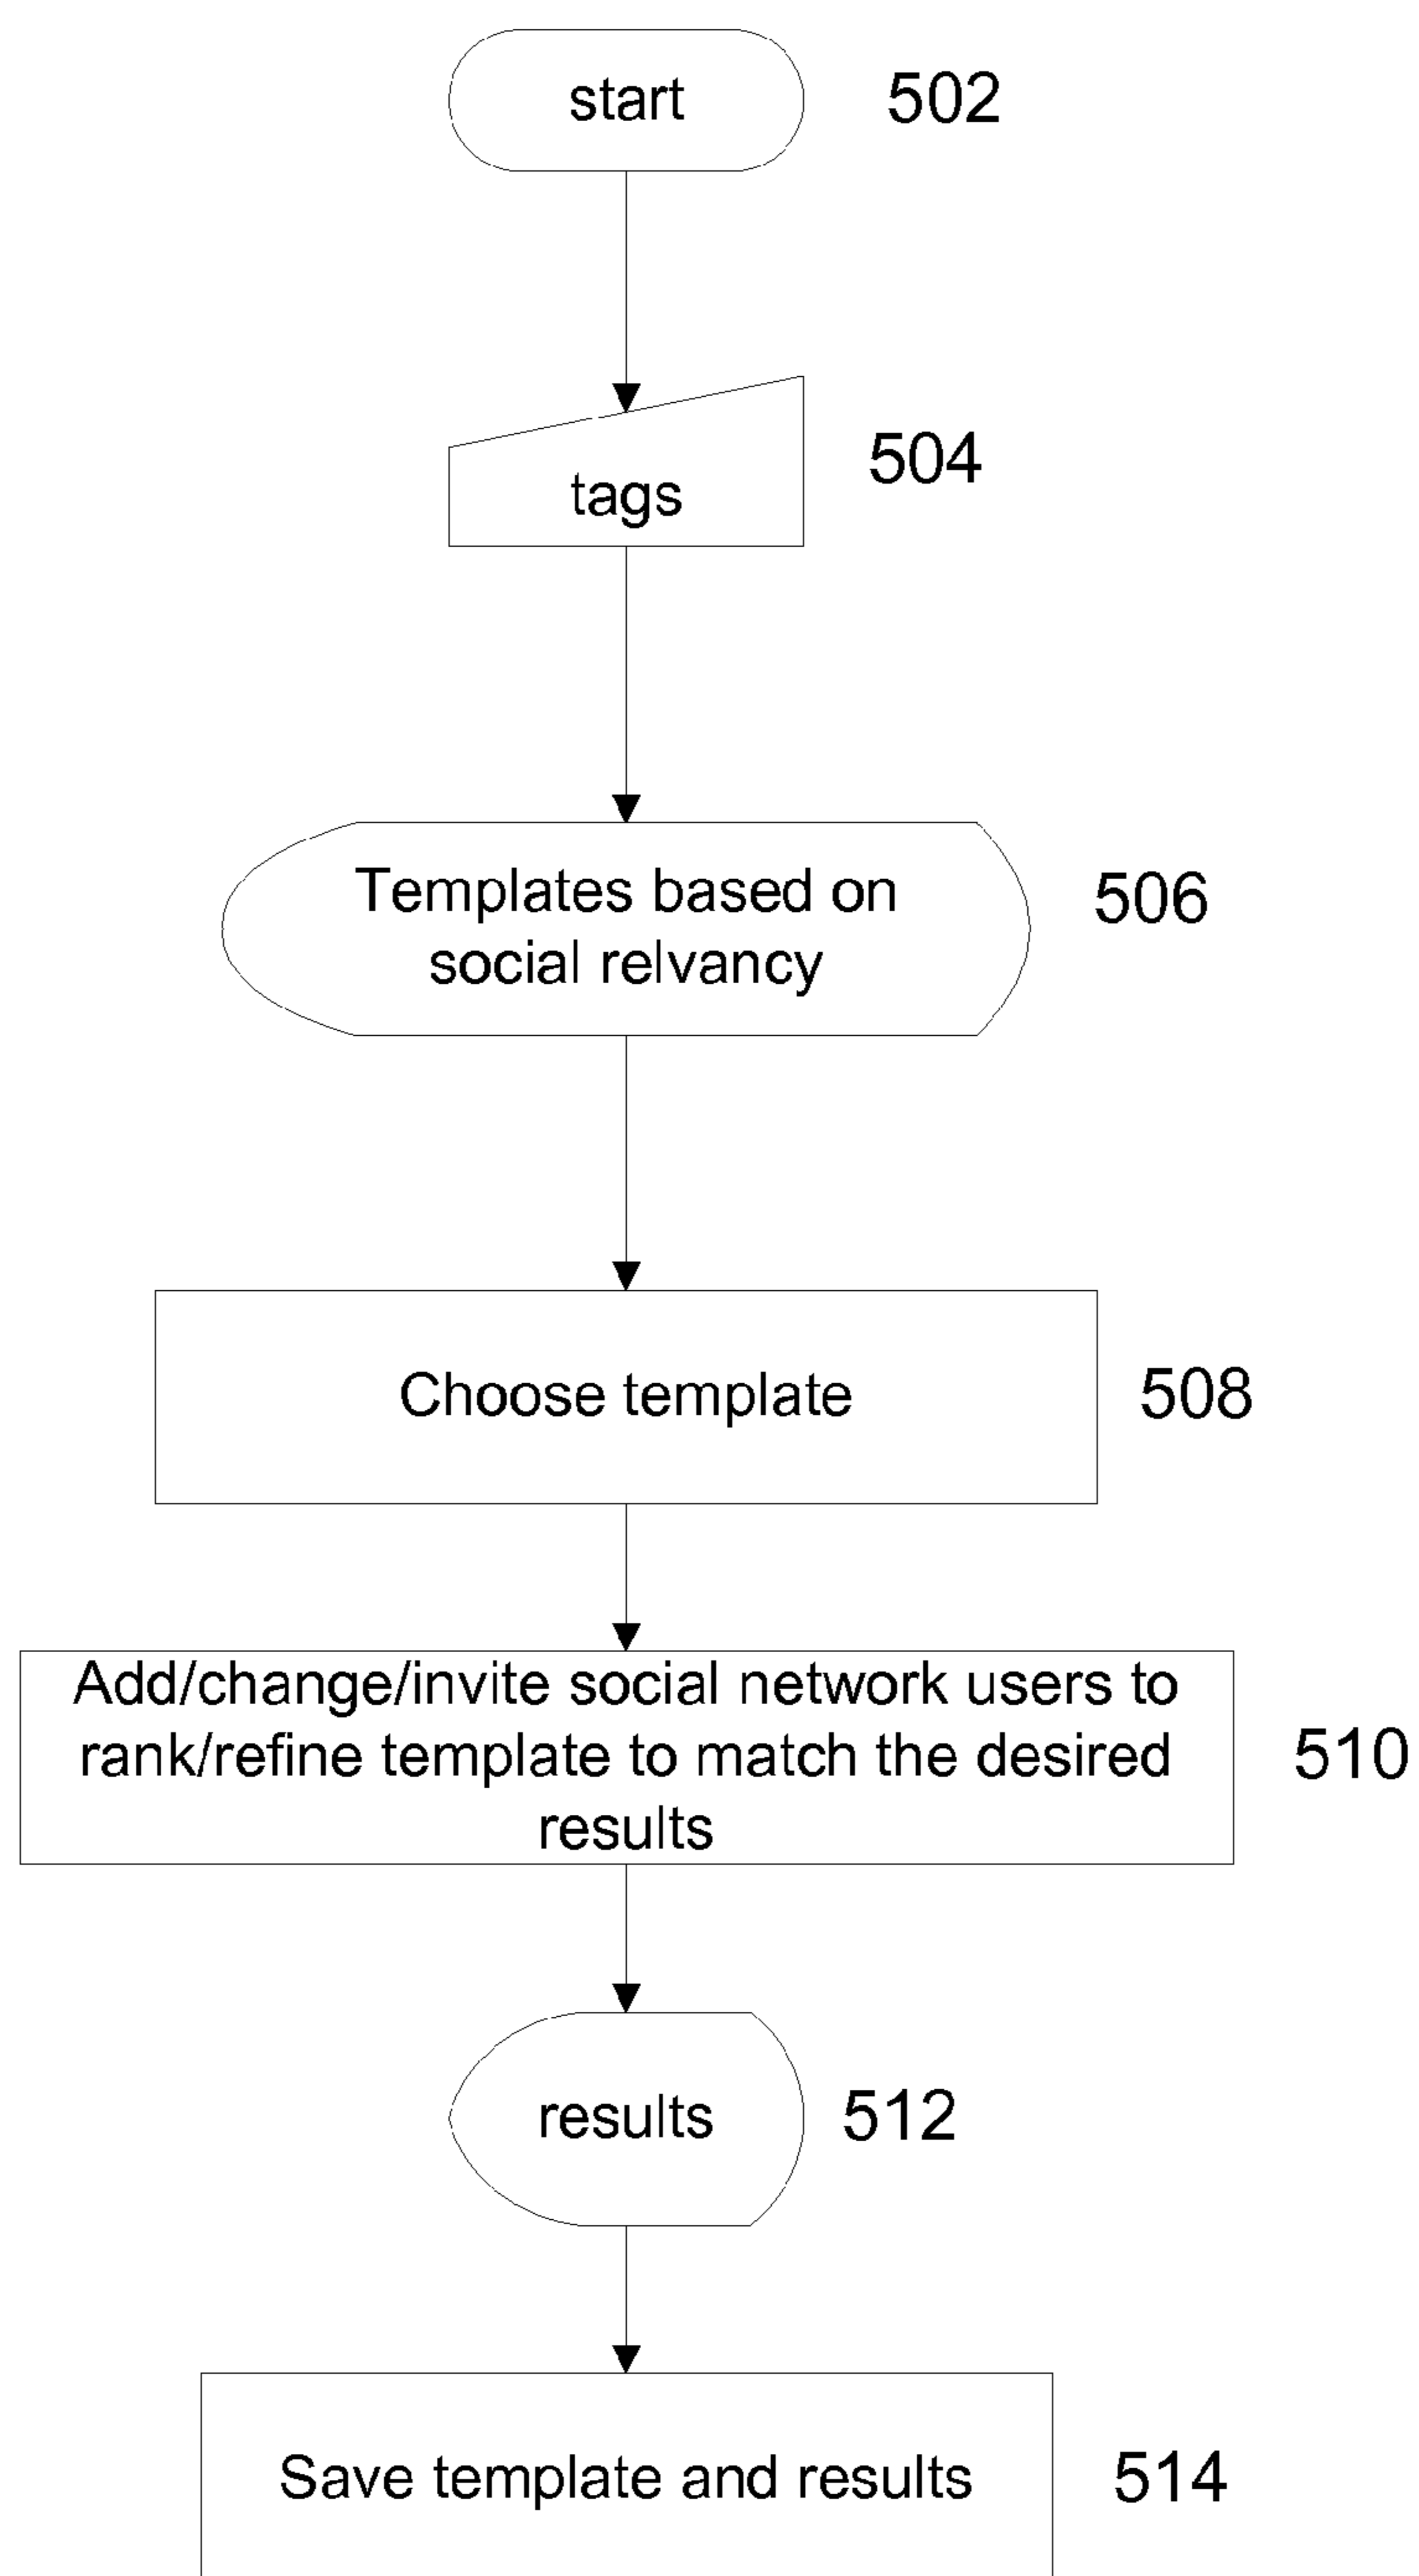 start
502
tags
504
Templates based on
social relvancy
506
Choose template
508
Add/change/invite social network users to
rank/refine template to match the desired
results
510
results
512
Save template and results
514